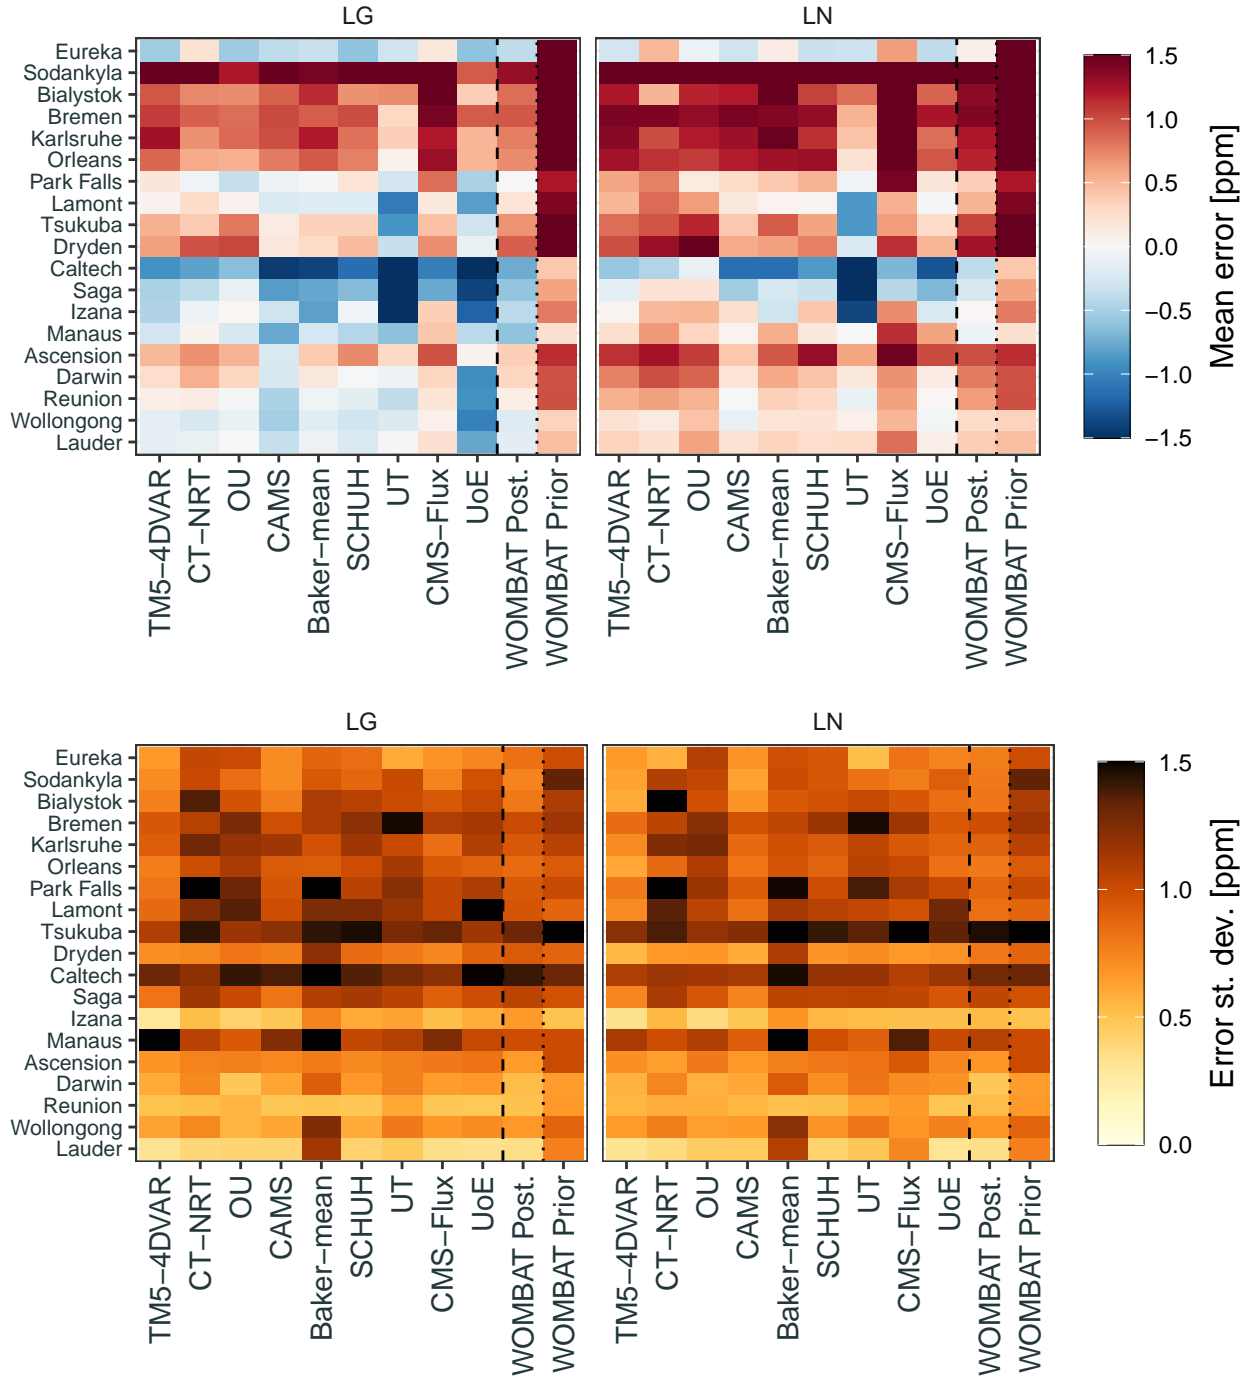 LG
LN
Eureka
Sodankyla
Bialystok
Bremen
Karlsruhe
Orleans
Park Falls
Lamont
Tsukuba
Dryden
Caltech
Saga
Izana
Manaus
Ascension
Darwin
Reunion
Wollongong
Lauder
TM5−4DVAR
CT−NRT
OU
CAMS
Baker−mean
SCHUH
UT
CMS−Flux
UoE
WOMBAT Post.
WOMBAT Prior
TM5−4DVAR
CT−NRT
OU
CAMS
Baker−mean
SCHUH
UT
CMS−Flux
UoE
WOMBAT Post.
WOMBAT Prior
1.5
1.0
0.5
0.0
−0.5
−1.0
−1.5
Mean error [ppm]
LG
LN
Eureka
Sodankyla
Bialystok
Bremen
Karlsruhe
Orleans
Park Falls
Lamont
Tsukuba
Dryden
Caltech
Saga
Izana
Manaus
Ascension
Darwin
Reunion
Wollongong
Lauder
TM5−4DVAR
CT−NRT
OU
CAMS
Baker−mean
SCHUH
UT
CMS−Flux
UoE
WOMBAT Post.
WOMBAT Prior
TM5−4DVAR
CT−NRT
OU
CAMS
Baker−mean
SCHUH
UT
CMS−Flux
UoE
WOMBAT Post.
WOMBAT Prior
1.5
1.0
0.5
0.0
Error st. dev. [ppm]